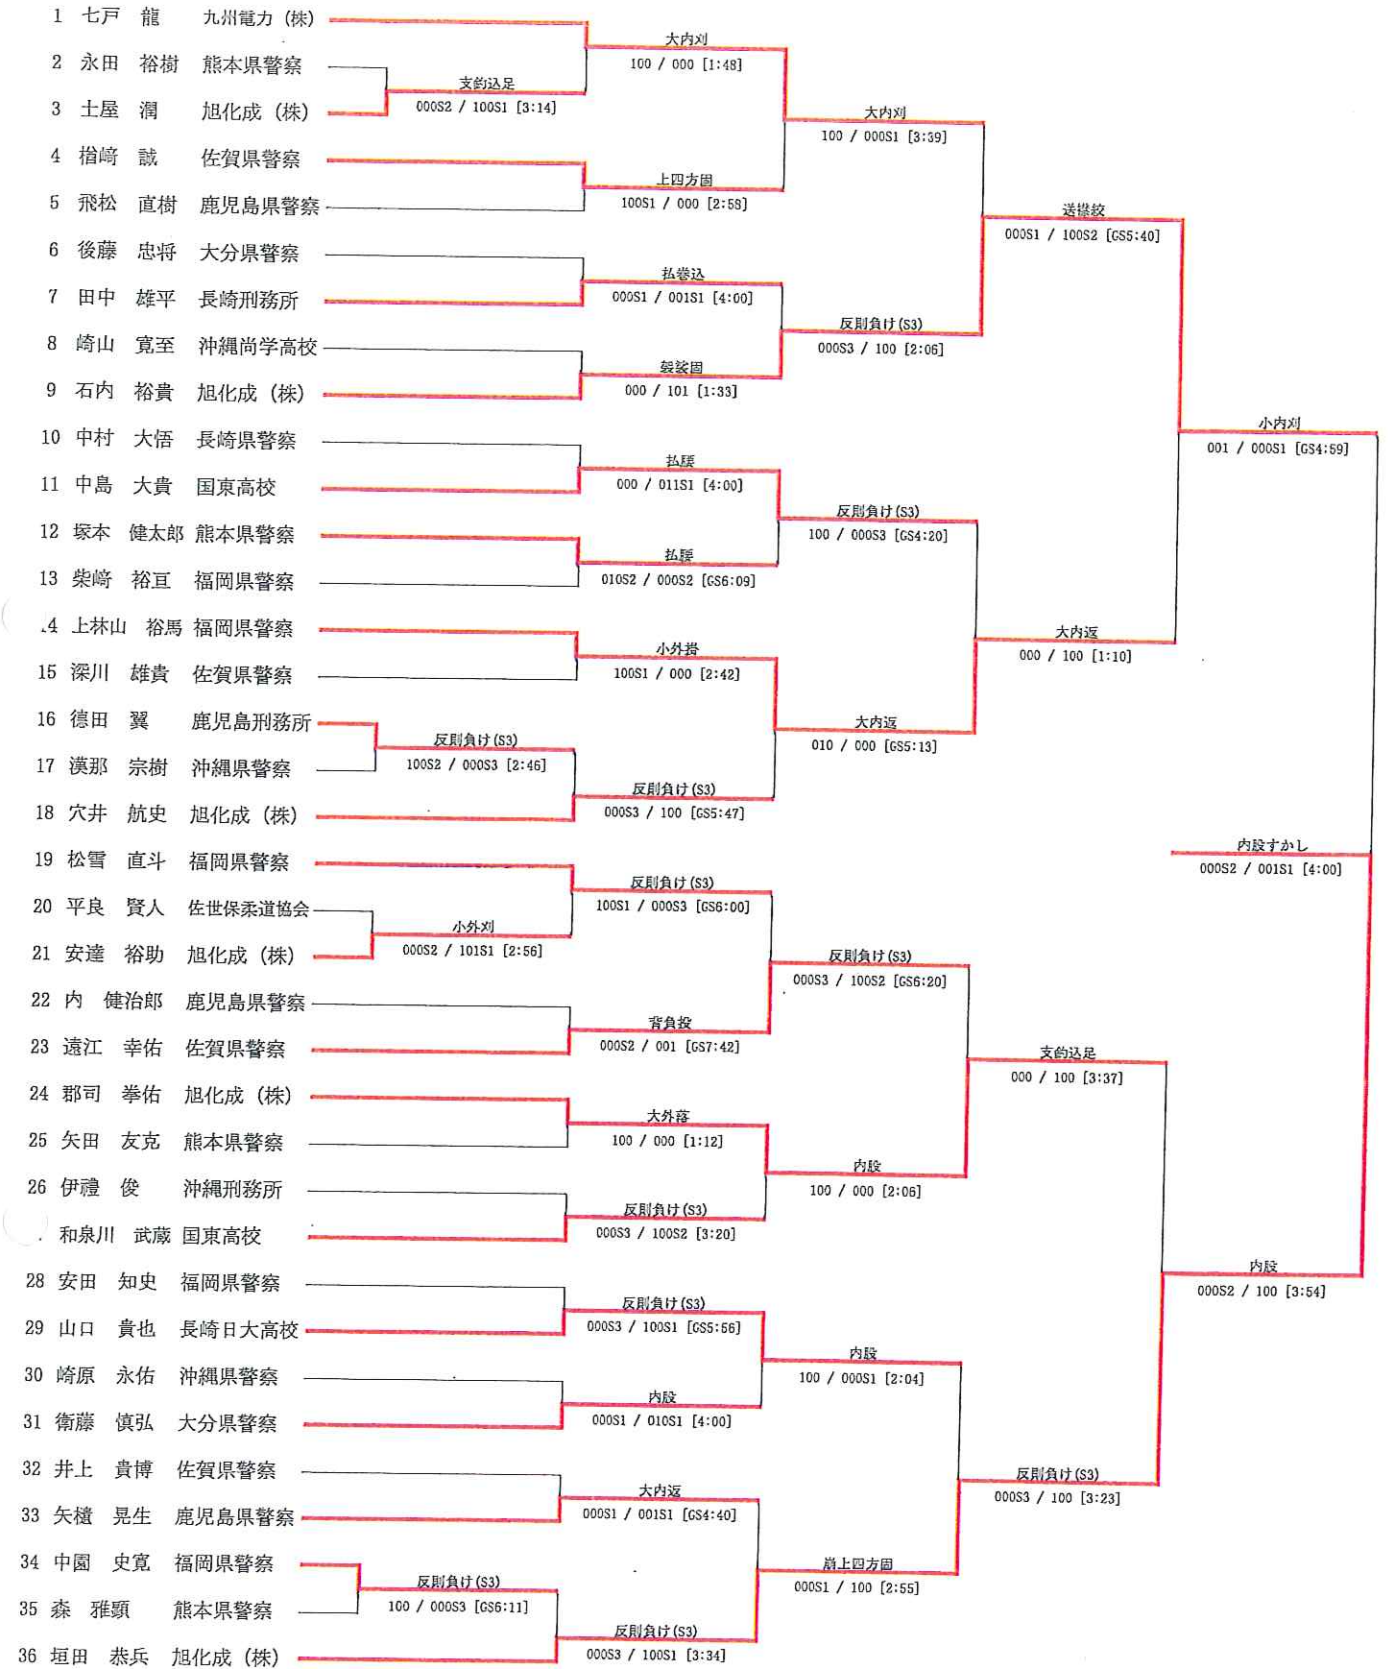 1 七戸 龍 九州電力（株）
2 永田 裕樹 熊本県警察
3 土屋 潤 旭化成（株）
4 楢﨑 誠 佐賀県警察
5 飛松 直樹 鹿児島県警察
6 後藤 忠将 大分県警察
7 田中 雄平 長崎刑務所
8 崎山 寛至 沖縄尚学高校
9 石内 裕貴 旭化成（株）
10 中村 大悟 長崎県警察
11 中島 大貴 国東高校
12 塚本 健太郎 熊本県警察
13 柴﨑 裕亘 福岡県警察
4 上林山 裕馬 福岡県警察
15 深川 雄貴 佐賀県警察
16 徳田 翼 鹿児島刑務所
17 漢那 宗樹 沖縄県警察
18 穴井 航史 旭化成（株）
19 松雪 直斗 福岡県警察
20 平良 賢人 佐世保柔道協会
21 安達 裕助 旭化成（株）
22 内 健治郎 鹿児島県警察
23 遠江 幸佑 佐賀県警察
24 郡司 拳佑 旭化成（株）
25 矢田 友克 熊本県警察
26 伊禮 俊 沖縄刑務所
和泉川 武蔵 国東高校
28 安田 知史 福岡県警察
29 山口 貴也 長崎日大高校
30 崎原 永佑 沖縄県警察
31 衛藤 慎弘 大分県警察
32 井上 貴博 佐賀県警察
33 矢 晃生 鹿児島県警察
34 中園 史寛 福岡県警察
35 森 雅顕 熊本県警察
36 垣田 恭兵 旭化成（株）
支釣込足
000S2 / 100S1 [3:14]
反則負け(S3)
100S2 / 000S3 [2:46]
小外刈
000S2 / 101S1 [2:56]
反則負け(S3)
100 / 000S3 [GS6:11]
大内刈
100 / 000 [1:48]
上四方固
100S1 / 000 [2:58]
払巻込
000S1 / 001S1 [4:00]
袈裟固
000 / 101 [1:33]
払腰
000 / 011S1 [4:00]
払腰
010S2 / 000S2 [GS6:09]
小外掛
100S1 / 000 [2:42]
反則負け(S3)
000S3 / 100 [GS5:47]
反則負け(S3)
100S1 / 000S3 [GS6:00]
背負投
000S2 / 001 [GS7:42]
大外落
100 / 000 [1:12]
反則負け(S3)
000S3 / 100S2 [3:20]
反則負け(S3)
000S3 / 100S1 [GS5:56]
内股
000S1 / 010S1 [4:00]
大内返
000S1 / 001S1 [GS4:40]
反則負け(S3)
000S3 / 100S1 [3:34]
大内刈
100 / 000S1 [3:39]
反則負け(S3)
000S3 / 100 [2:06]
反則負け(S3)
100 / 000S3 [GS4:20]
大内返
010 / 000 [GS5:13]
反則負け(S3)
000S3 / 100S2 [GS6:20]
内股
100 / 000 [2:06]
内股
100 / 000S1 [2:04]
崩上四方固
000S1 / 100 [2:55]
送襟絞
000S1 / 100S2 [GS5:40]
大内返
000 / 100 [1:10]
支釣込足
000 / 100 [3:37]
反則負け(S3)
000S3 / 100 [3:23]
小内刈
001 / 000S1 [GS4:59]
内股
000S2 / 100 [3:54]
内股すかし
000S2 / 001S1 [4:00]